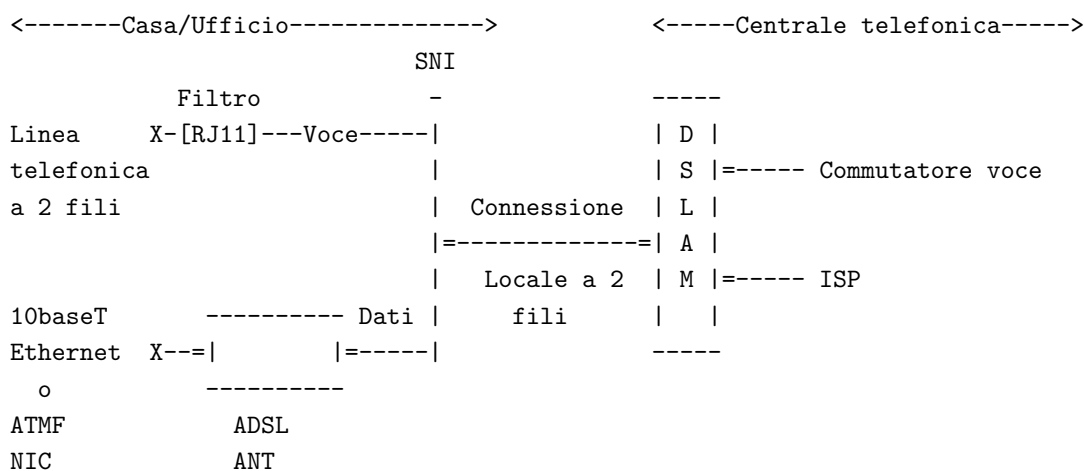 <-------Casa/Ufficio--------------> <-----Centrale telefonica----->
SNI
Filtro - -----
Linea X-[RJ11]---Voce-----| | D |
telefonica | | S |=----- Commutatore voce
a 2 fili | Connessione | L |
|=-------------=| A |
| Locale a 2 | M |=----- ISP
10baseT ---------- Dati | fili | |
Ethernet X--=| |=-----| -----
o ----------
ATMF ADSL
NIC ANT